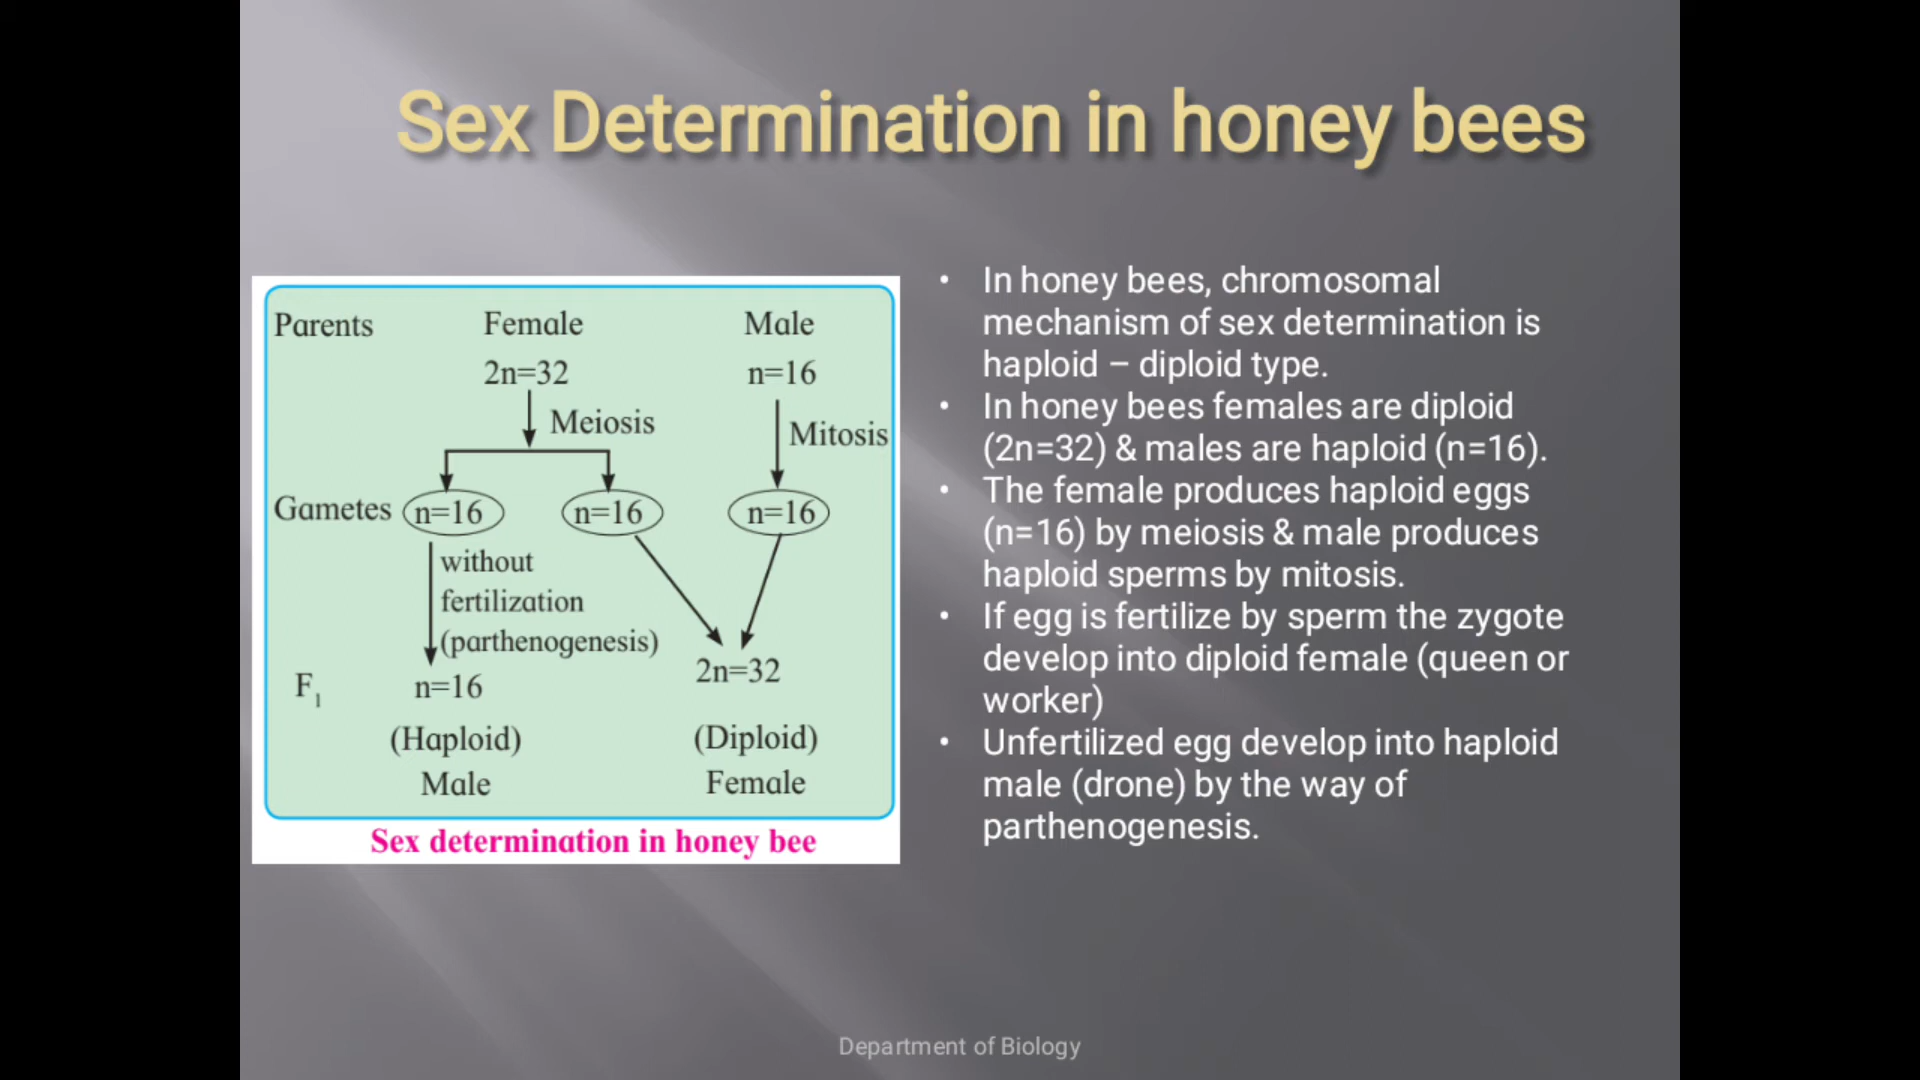 Sex Determination in honey bees
Parents Female Male
2n=32 n=16
Meiosis Mitosis
Gametes n=16 n=16 n=16
without
fertilization
(parthenogenesis)
2n=32
F1 n=16
(Haploid) (Diploid)
Male Female
Sex determination in honey bee
• In honey bees, chromosomal
mechanism of sex determination is
haploid – diploid type.
• In honey bees females are diploid
(2n=32) & males are haploid (n=16).
• The female produces haploid eggs
(n=16) by meiosis & male produces
haploid sperms by mitosis.
• If egg is fertilize by sperm the zygote
develop into diploid female (queen or
worker)
• Unfertilized egg develop into haploid
male (drone) by the way of
parthenogenesis.
Department of Biology